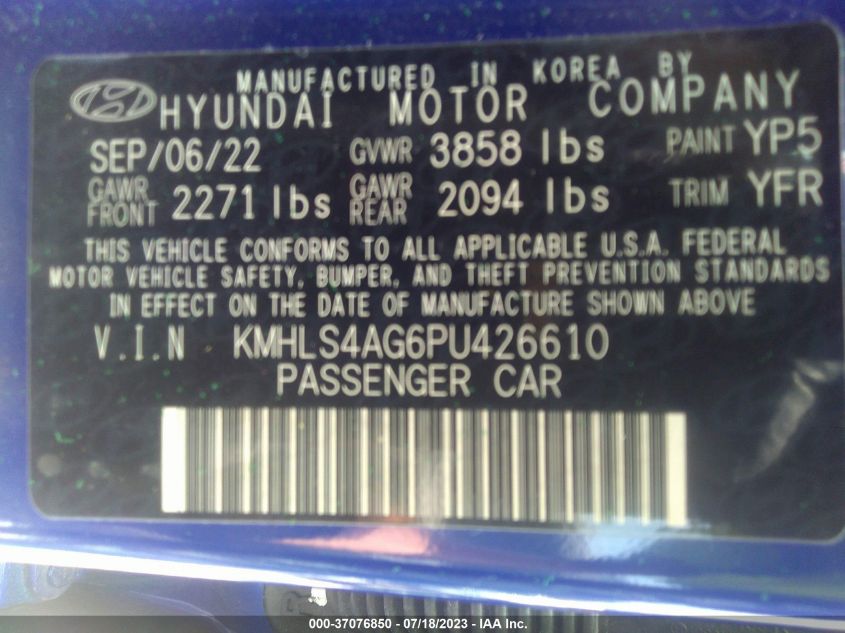 MANUFACTURED IN KOREA BY
HYUNDAI MOTOR COMPANY
SEP/06/22 GVWR 3858 lbs PAINT YP5
GAWR FRONT 2271 lbs GAWR REAR 2094 lbs TRIM YFR
THIS VEHICLE CONFORMS TO ALL APPLICABLE U.S.A. FEDERAL
MOTOR VEHICLE SAFETY, BUMPER, AND THEFT PREVENTION STANDARDS
IN EFFECT ON THE DATE OF MANUFACTURE SHOWN ABOVE
V.I.N KMHLS4AG6PU426610
PASSENGER CAR
000-37076850 - 07/18/2023 - IAA Inc.